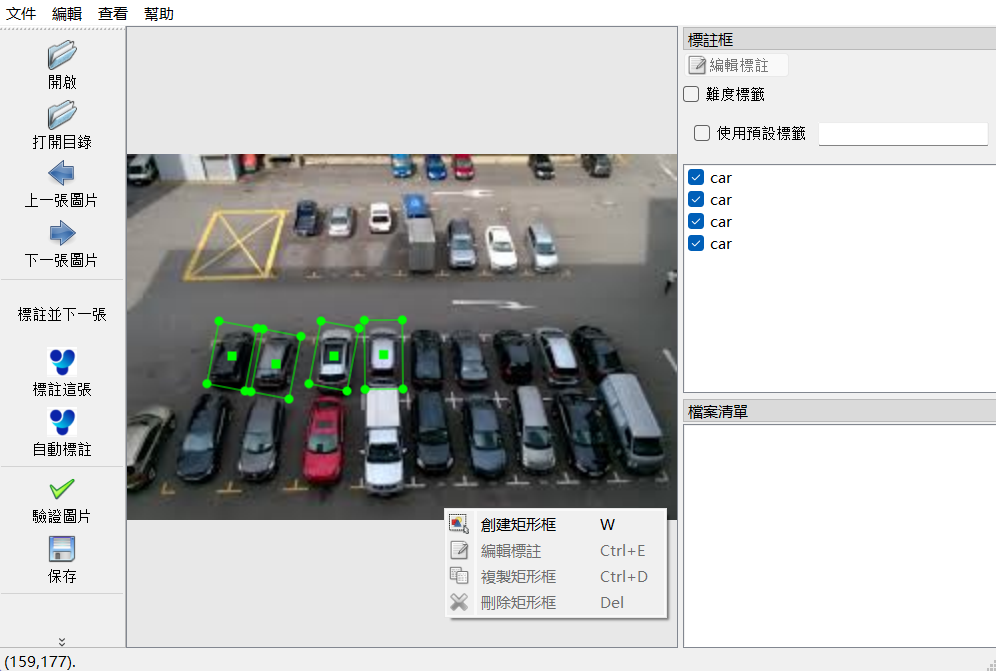 文件 編輯 查看 幫助
開啟
打開目錄
上一張圖片
下一張圖片
標註並下一張
標註這張
自動標註
驗證圖片
保存
標註框
編輯標註
難度標籤
使用預設標籤
car
car
car
car
檔案清單
創建矩形框 W
編輯標註 Ctrl+E
複製矩形框 Ctrl+D
刪除矩形框 Del
(159,177).